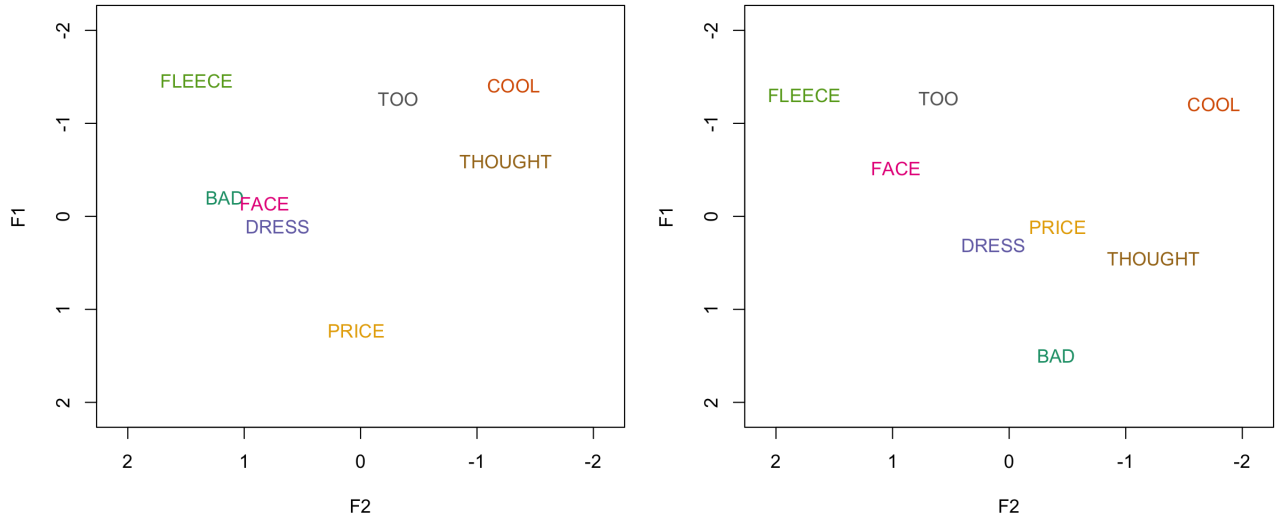 -2
FLEECE
COOL
TOO
-1
THOUGHT
BAD
FACE
0
DRESS
F1
1
PRICE
2
2 1 0 -1 -2
F2
-2
FLEECE
TOO
COOL
-1
FACE
0
PRICE
F1
DRESS
THOUGHT
1
BAD
2
2 1 0 -1 -2
F2